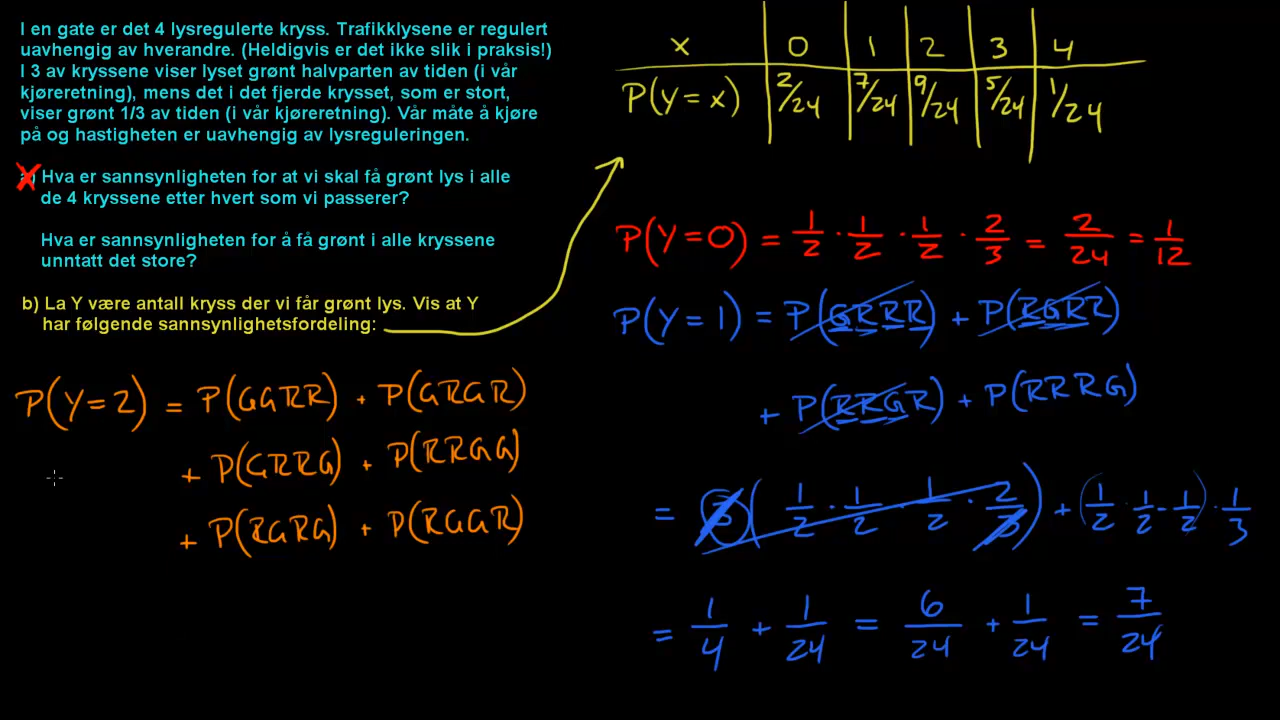 I en gate er det 4 lysregulerte kryss. Trafikklysene er regulert
uavhengig av hverandre. (Heldigvis er det ikke slik i praksis!)
I 3 av kryssene viser lyset grønt halvparten av tiden (i vår
kjøreretning), mens det i det fjerde krysset, som er stort,
viser grønt 1/3 av tiden (i vår kjøreretning). Vår måte å kjøre
på og hastigheten er uavhengig av lysreguleringen.
a) Hva er sannsynligheten for at vi skal få grønt lys i alle
de 4 kryssene etter hvert som vi passerer?
Hva er sannsynligheten for å få grønt i alle kryssene
unntatt det store?
b) La Y være antall kryss der vi får grønt lys. Vis at Y
har følgende sannsynlighetsfordeling:
x 0 1 2 3 4
P(Y=x) 2/24 7/24 9/24 5/24 1/24
P(Y=0) = 1/2 · 1/2 · 1/2 · 2/3 = 2/24 = 1/12
P(Y=1) = P(GRRR) + P(RGRR)
+ P(RRGR) + P(RRRG)
= 3(1/2 · 1/2 · 1/2 · 2/3) + (1/2 · 1/2 · 1/2) · 1/3
= 1/4 + 1/24 = 6/24 + 1/24 = 7/24
P(Y=2) = P(GGRR) + P(GRGR)
+ P(GRRG) + P(RRGG)
+ P(RGRG) + P(RGGR)